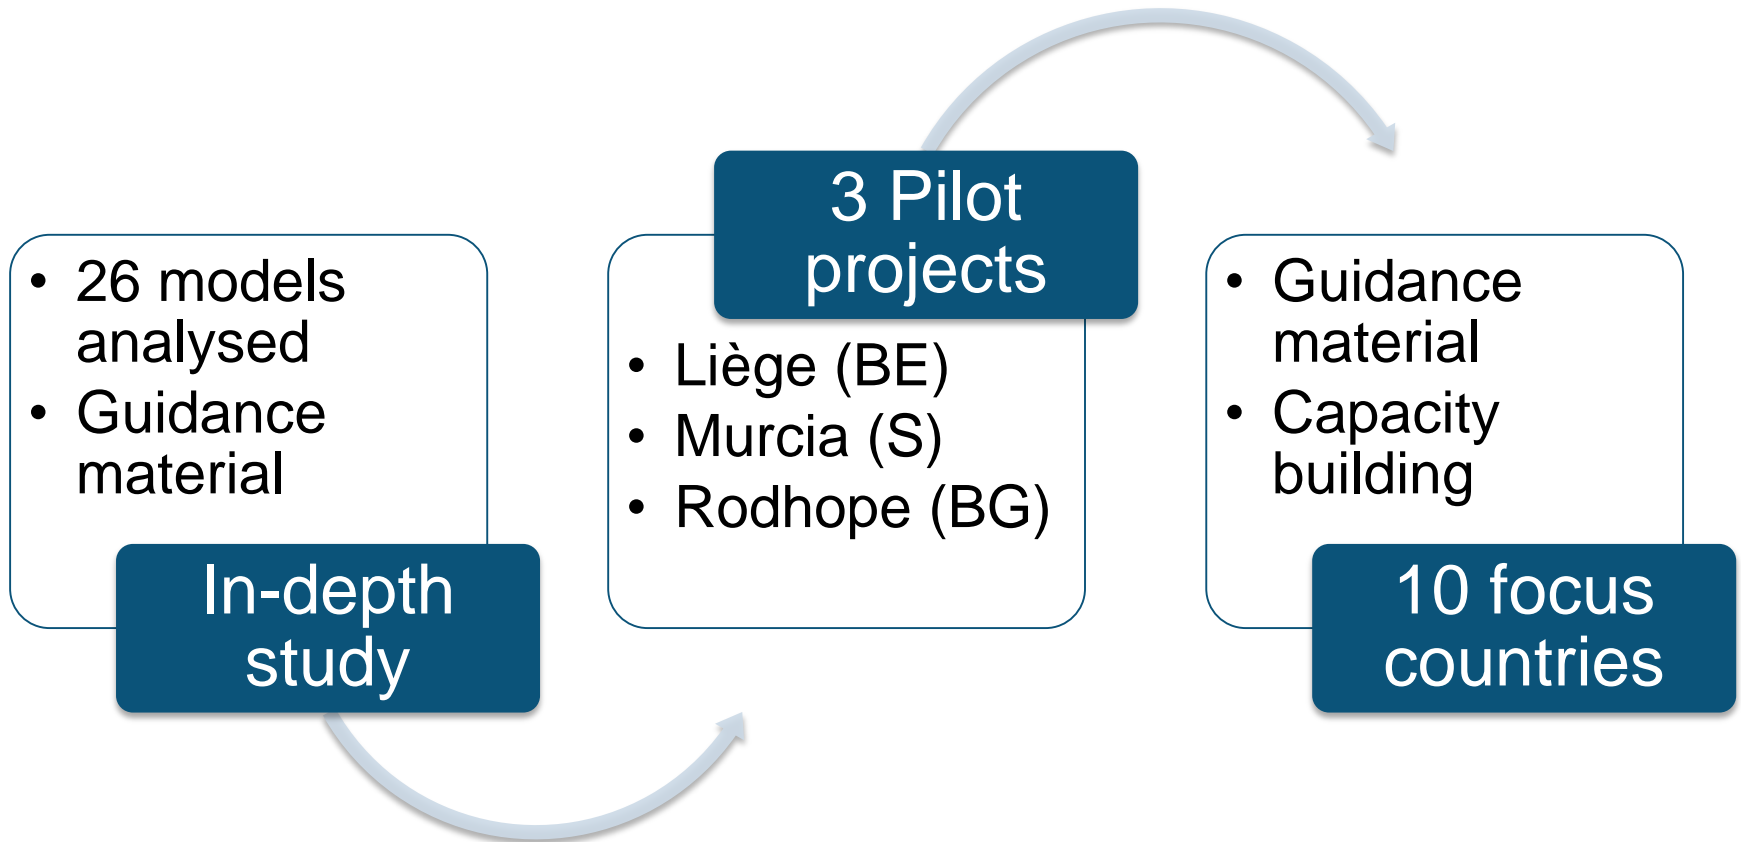 • 26 models
analysed
• Guidance
material
In-depth
study
3 Pilot
projects
• Liège (BE)
• Murcia (S)
• Rodhope (BG)
• Guidance
material
• Capacity
building
10 focus
countries